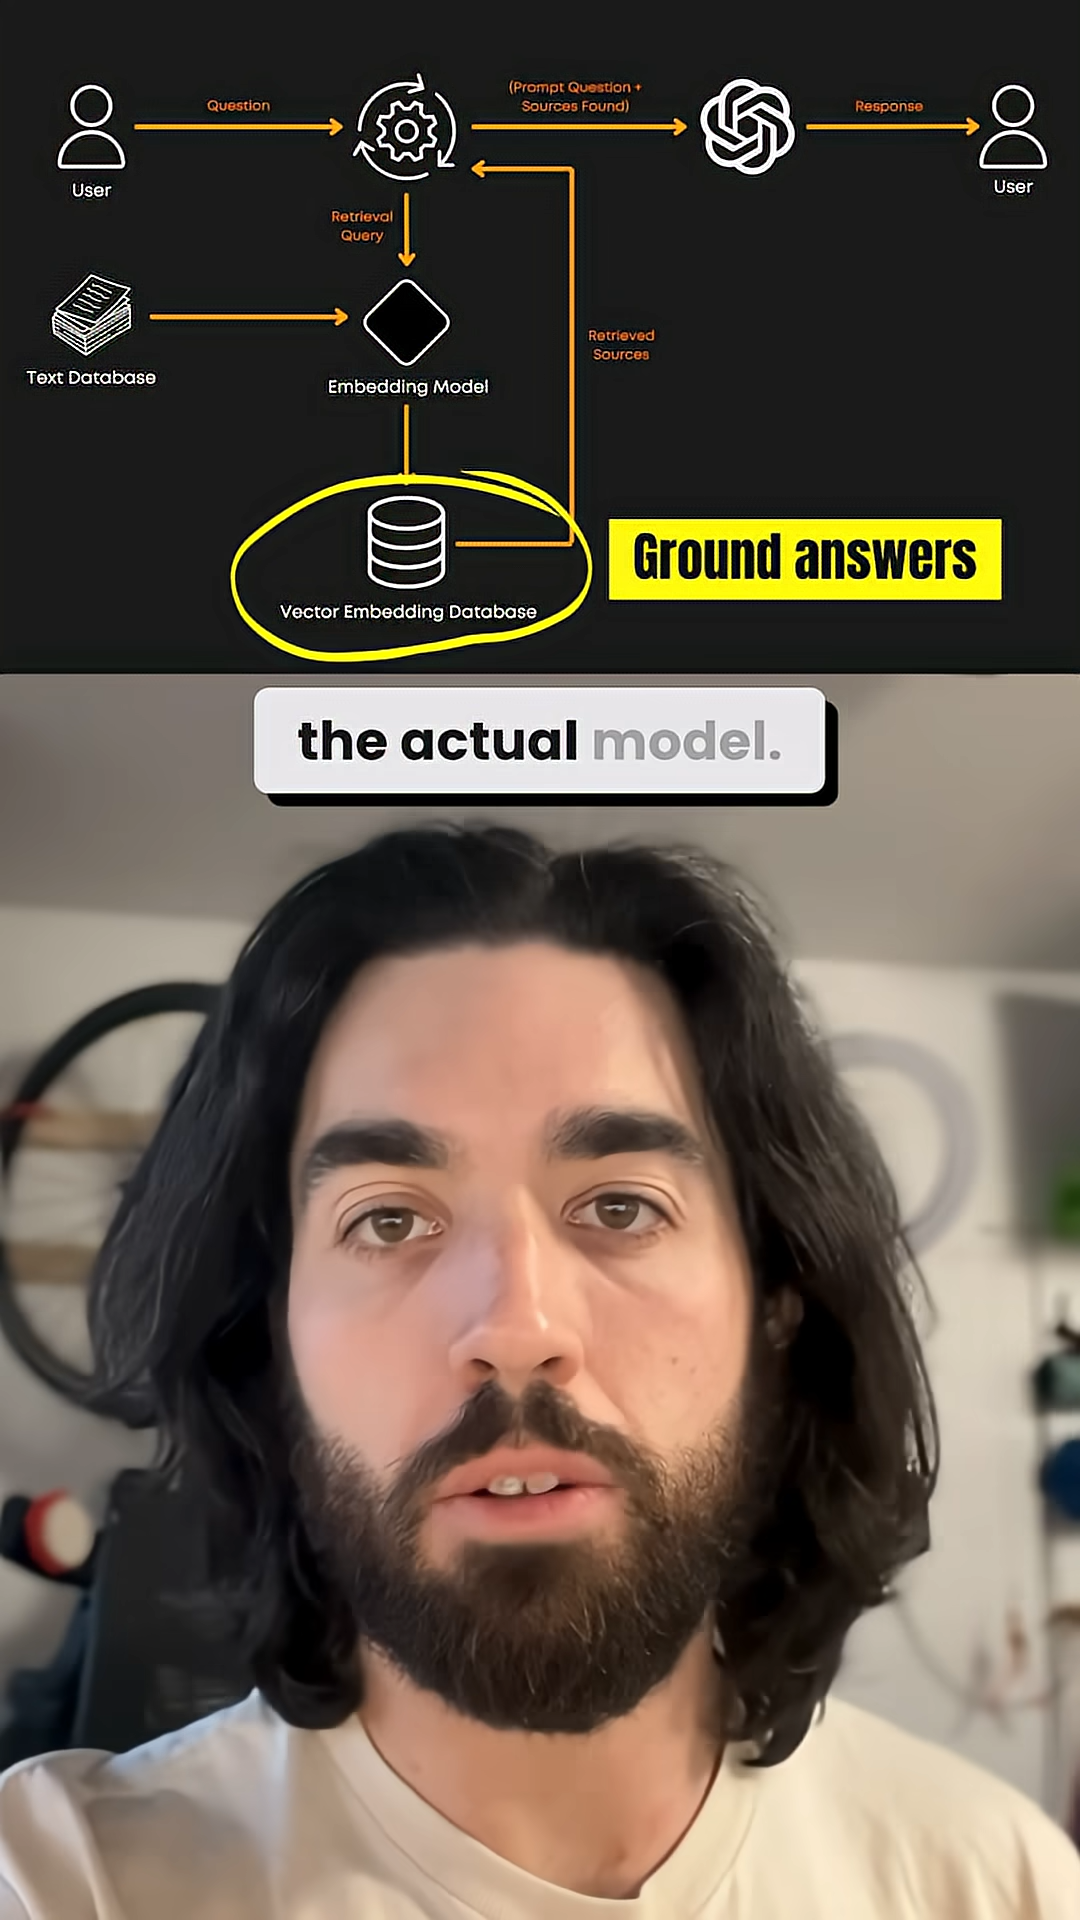 Question
(Prompt Question +
Sources Found)
Response
User
User
Retrieval
Query
Retrieved
Sources
Text Database
Embedding Model
Ground answers
Vector Embedding Database
the actual model.